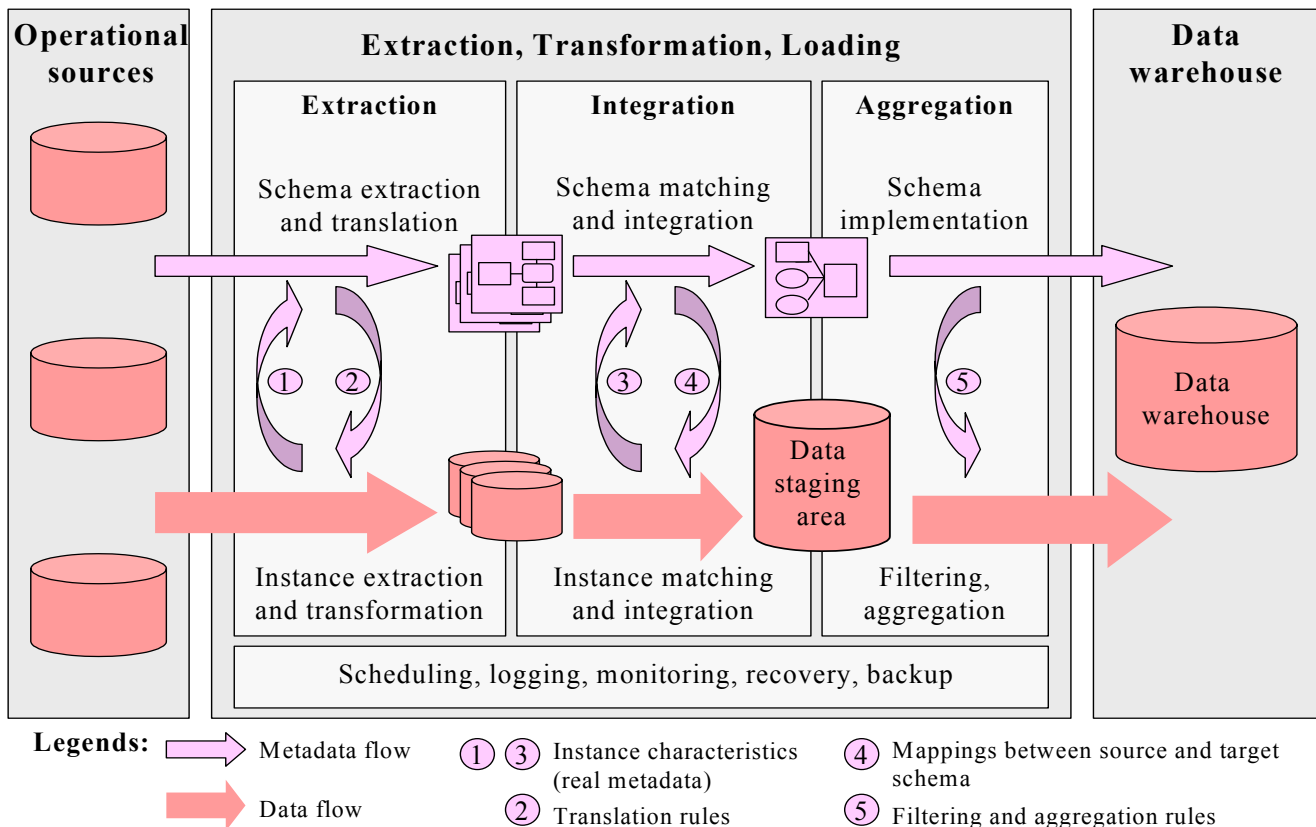 Operational
sources
Extraction, Transformation, Loading
Data
warehouse
Extraction
Integration
Aggregation
Schema extraction
and translation
Schema matching
and integration
Schema
implementation
1
2
3
4
5
Data
staging
area
Data
warehouse
Instance extraction
and transformation
Instance matching
and integration
Filtering,
aggregation
Scheduling, logging, monitoring, recovery, backup
Legends:
Metadata flow
Data flow
1 3 Instance characteristics
(real metadata)
2 Translation rules
4 Mappings between source and target
schema
5 Filtering and aggregation rules